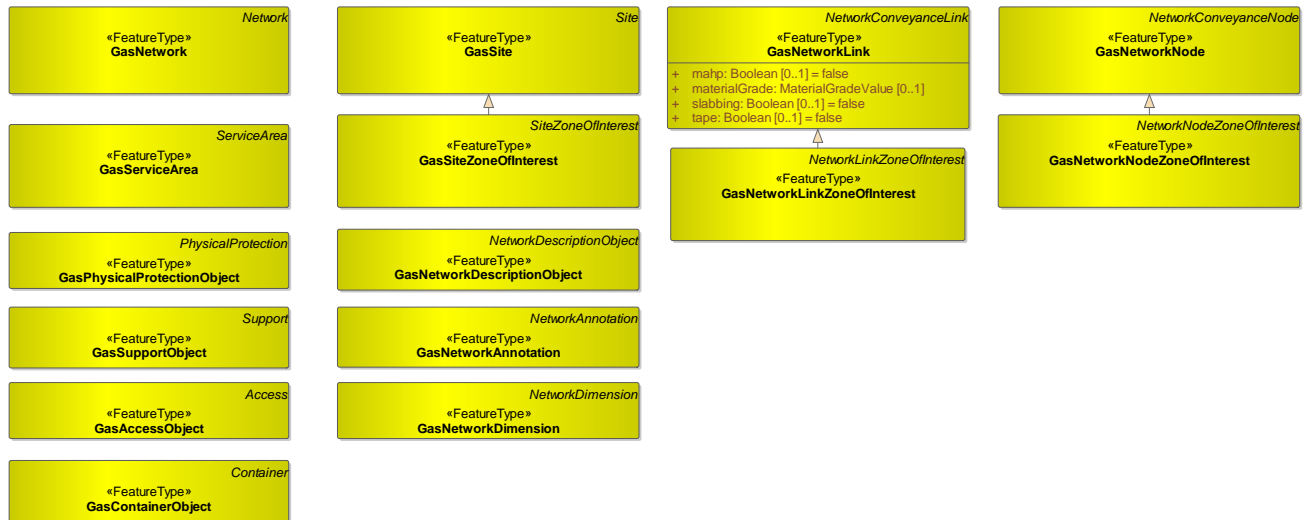 Network
«FeatureType»
GasNetwork
ServiceArea
«FeatureType»
GasServiceArea
PhysicalProtection
«FeatureType»
GasPhysicalProtectionObject
Support
«FeatureType»
GasSupportObject
Access
«FeatureType»
GasAccessObject
Container
«FeatureType»
GasContainerObject
Site
«FeatureType»
GasSite
SiteZoneOfInterest
«FeatureType»
GasSiteZoneOfInterest
NetworkDescriptionObject
«FeatureType»
GasNetworkDescriptionObject
NetworkAnnotation
«FeatureType»
GasNetworkAnnotation
NetworkDimension
«FeatureType»
GasNetworkDimension
NetworkConveyanceLink
«FeatureType»
GasNetworkLink
+ mahp: Boolean [0..1] = false
+ materialGrade: MaterialGradeValue [0..1]
+ slabbing: Boolean [0..1] = false
+ tape: Boolean [0..1] = false
NetworkLinkZoneOfInterest
«FeatureType»
GasNetworkLinkZoneOfInterest
NetworkConveyanceNode
«FeatureType»
GasNetworkNode
NetworkNodeZoneOfInterest
«FeatureType»
GasNetworkNodeZoneOfInterest